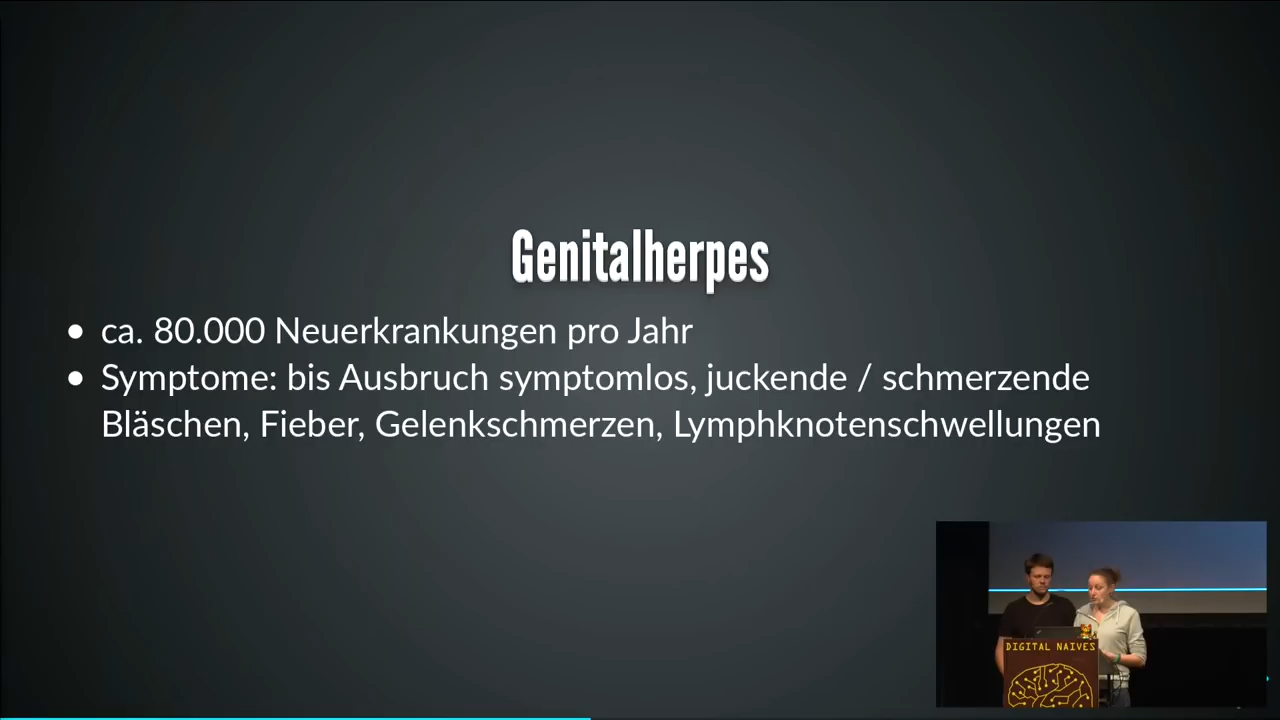 Genitalherpes
• ca. 80.000 Neuerkrankungen pro Jahr
• Symptome: bis Ausbruch symptomlos, juckende / schmerzende
Bläschen, Fieber, Gelenkschmerzen, Lymphknotenschwellungen
DIGITAL NAIVES